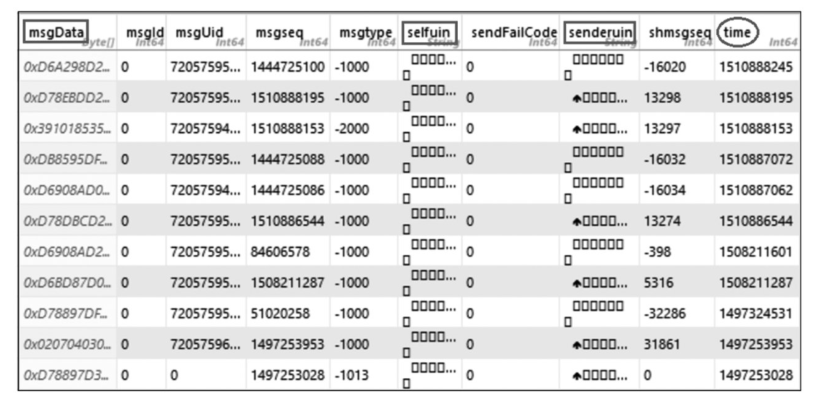 msgData Byte[] msgId Int64 msgUid Int64 msgseq Int64 msgtype Int64 selfuin String sendFailCode Int64 senderuin String shmsgseq Int64 time Int64
0xD6A298D2... 0 72057595... 1444725100 -1000 □□□□...□ 0 □□□□□□□ -16020 1510888245
0xD78EBDD2... 0 72057595... 1510888195 -1000 □□□□...□ 0 ♠□□□□... 13298 1510888195
0x391018535... 0 72057594... 1510888153 -2000 □□□□...□ 0 ♠□□□□... 13297 1510888153
0xDB8595DF... 0 72057595... 1444725088 -1000 □□□□...□ 0 □□□□□□□ -16032 1510887072
0xD6908AD0... 0 72057594... 1444725086 -1000 □□□□...□ 0 □□□□□□□ -16034 1510887062
0xD78DBCD2... 0 72057595... 1510886544 -1000 □□□□...□ 0 ♠□□□□... 13274 1510886544
0xD6908AD2... 0 72057595... 84606578 -1000 □□□□...□ 0 □□□□□□□ -398 1508211601
0xD6BD87D0... 0 72057595... 1508211287 -1000 □□□□...□ 0 ♠□□□□... 5316 1508211287
0xD78897DF... 0 72057595... 51020258 -1000 □□□□...□ 0 □□□□□□□ -32286 1497324531
0x020704030... 0 72057596... 1497253953 -1000 □□□□...□ 0 ♠□□□□... 31861 1497253953
0xD78897D3... 0 0 1497253028 -1013 □□□□...□ 0 ♠□□□□... 0 1497253028